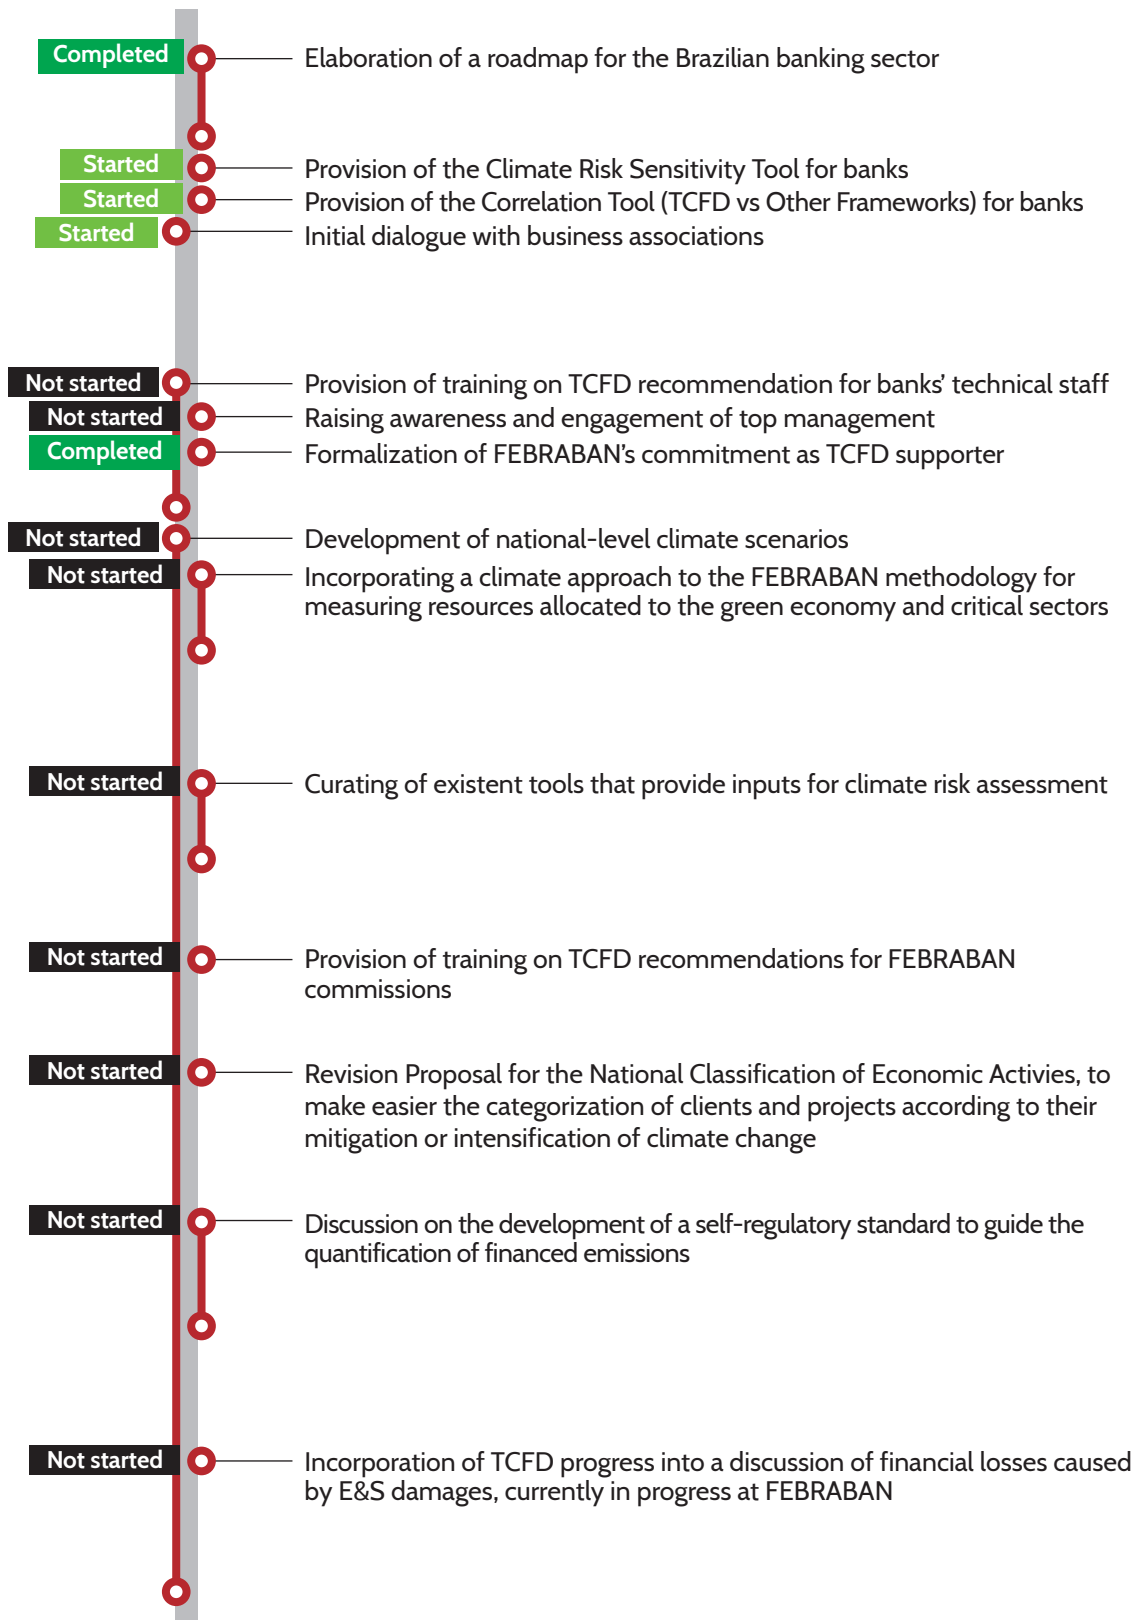 Completed
Elaboration of a roadmap for the Brazilian banking sector
Started
Provision of the Climate Risk Sensitivity Tool for banks
Started
Provision of the Correlation Tool (TCFD vs Other Frameworks) for banks
Started
Initial dialogue with business associations
Not started
Provision of training on TCFD recommendation for banks’ technical staff
Not started
Raising awareness and engagement of top management
Completed
Formalization of FEBRABAN’s commitment as TCFD supporter
Not started
Development of national-level climate scenarios
Not started
Incorporating a climate approach to the FEBRABAN methodology for
measuring resources allocated to the green economy and critical sectors
Not started
Curating of existent tools that provide inputs for climate risk assessment
Not started
Provision of training on TCFD recommendations for FEBRABAN
commissions
Not started
Revision Proposal for the National Classification of Economic Activies, to
make easier the categorization of clients and projects according to their
mitigation or intensification of climate change
Not started
Discussion on the development of a self-regulatory standard to guide the
quantification of financed emissions
Not started
Incorporation of TCFD progress into a discussion of financial losses caused
by E&S damages, currently in progress at FEBRABAN